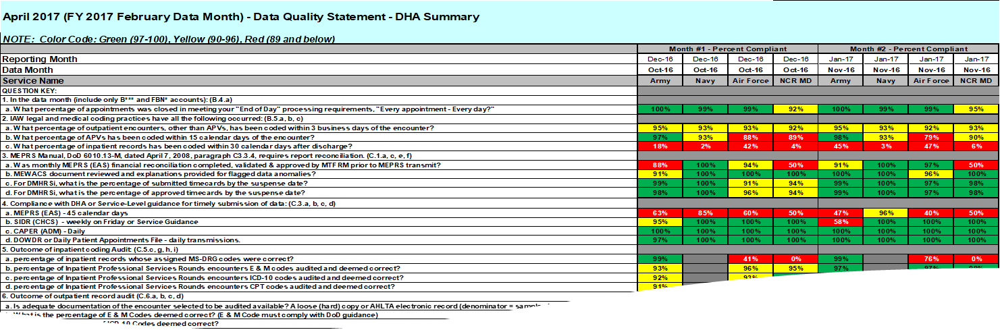 April 2017 (FY 2017 February Data Month) - Data Quality Statement - DHA Summary
NOTE: Color Code: Green (97-100), Yellow (90-96), Red (89 and below)
Month #1 - Percent Compliant Month #2 - Percent Compliant
Reporting Month Dec-16 Dec-16 Dec-16 Dec-16 Jan-17 Jan-17 Jan-17 Jan-17
Data Month Oct-16 Oct-16 Oct-16 Oct-16 Nov-16 Nov-16 Nov-16 Nov-16
Service Name Army Navy Air Force NCR MD Army Navy Air Force NCR MD
QUESTION KEY:
1. In the data month (include only B*** and FBN* accounts): (B.4.a)
a. What percentage of appointments was closed in meeting your "End of Day" processing requirements, "Every appointment - Every day?" 100% 99% 99% 92% 100% 99% 99% 95%
2. IAW legal and medical coding practices have all the following occurred: (B.5.a, b, c)
a. What percentage of outpatient encounters, other than APVs, has been coded within 3 business days of the encounter? 95% 93% 93% 92% 95% 93% 92% 93%
b. What percentage of APVs has been coded within 15 calendar days of the encounter? 97% 93% 88% 89% 98% 93% 79% 90%
c. What percentage of inpatient records has been coded within 30 calendar days after discharge? 18% 2% 42% 4% 45% 3% 47% 6%
3. MEPRS Manual, DoD 6010.13-M, dated April 7, 2008, paragraph C3.3.4, requires report reconciliation. (C.1.a, c, e, f)
a. Was monthly MEPRS (EAS) financial reconciliation completed, validated & approved by MTF RM prior to MEPRS transmit? 88% 100% 94% 50% 91% 100% 97% 50%
b. MEWACS document reviewed and explanations provided for flagged data anomalies? 91% 100% 100% 100% 100% 100% 96% 100%
c. For DMHRSi, what is the percentage of submitted timecards by the suspense date? 99% 100% 91% 94% 99% 100% 97% 98%
d. For DMHRSi, what is the percentage of approved timecards by the suspense date? 98% 100% 96% 94% 99% 100% 97% 98%
4. Compliance with DHA or Service-Level guidance for timely submission of data: (C.3.a, b, c, d)
a. MEPRS (EAS) - 45 calendar days 63% 85% 60% 50% 47% 96% 40% 50%
b. SIDR (CHCS) - weekly on Friday or Service Guidance 95% 100% 100% 100% 58% 100% 100% 100%
c. CAPER (ADM) - Daily 100% 100% 100% 100% 100% 100% 100% 100%
d. DOWDR or Daily Patient Appointments File - daily transmissions. 97% 100% 100% 100% 100% 100% 100% 100%
5. Outcome of inpatient coding Audit: (C.5.c, g, h, i)
a. percentage of inpatient records whose assigned MS-DRG codes were correct? 99% 41% 0% 99% 76% 0%
b. percentage of Inpatient Professional Services Rounds encounters E & M codes audited and deemed correct? 93% 96% 95% 97% 97%
c. percentage of Inpatient Professional Services Rounds encounters ICD-10 codes audited and deemed correct? 92% 93%
d. percentage of Inpatient Professional Services Rounds encounters CPT codes audited and deemed correct? 91%
6. Outcome of outpatient record audit (C.6.a, b, c, d)
a. Is adequate documentation of the encounter selected to be audited available? A loose (hard) copy or AHLTA electronic record (denominator =
What is the percentage of E & M Codes deemed correct? (E & M Code must comply with DoD guidance)
ICD-10 Codes deemed correct?